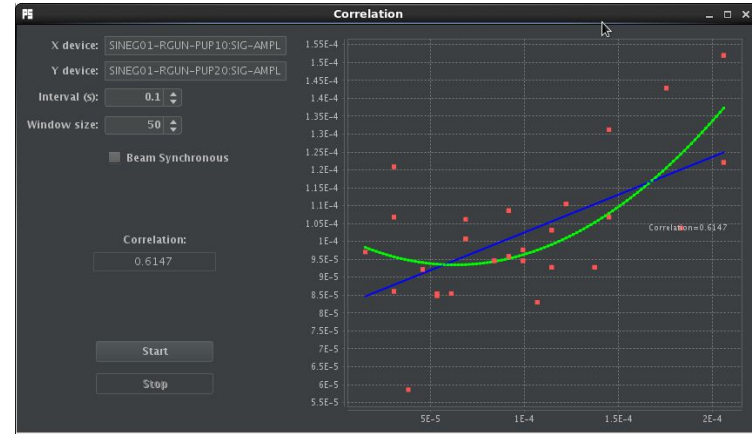 PS
Correlation
X device: SINEG01-RGUN-PUP10:SIG-AMPL
Y device: SINEG01-RGUN-PUP20:SIG-AMPL
Interval (s): 0.1
Window size: 50
Beam Synchronous
Correlation:
0.6147
Start
Stop
1.55E-4
1.5E-4
1.45E-4
1.4E-4
1.35E-4
1.3E-4
1.25E-4
1.2E-4
1.15E-4
1.1E-4
1.05E-4
1E-4
9.5E-5
9E-5
8.5E-5
8E-5
7.5E-5
7E-5
6.5E-5
6E-5
5.5E-5
Correlation=0.6147
5E-5 1E-4 1.5E-4 2E-4